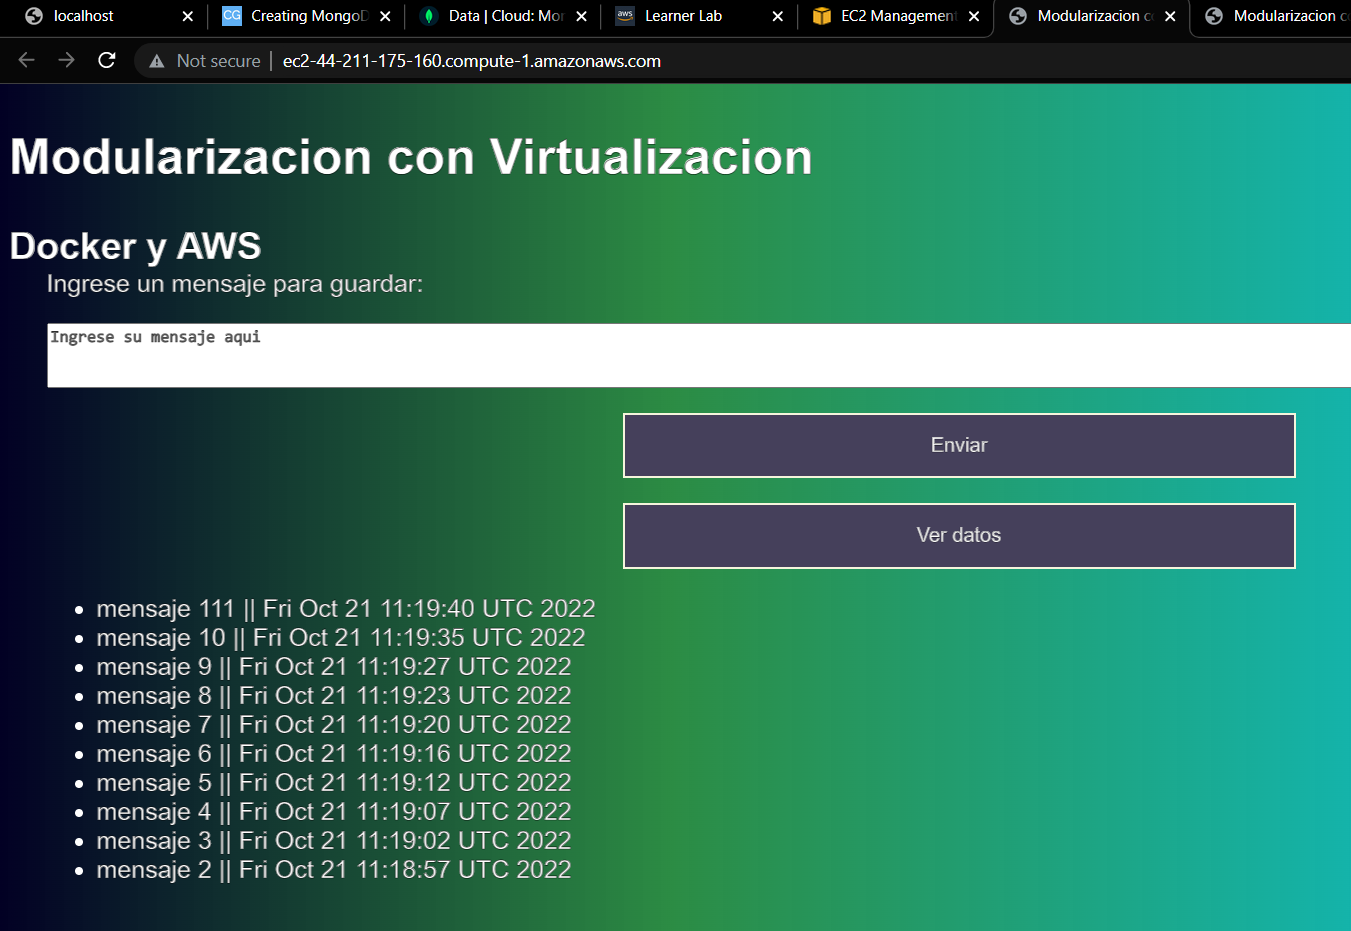 localhost
CG Creating MongoD
Data | Cloud: Mon
aws Learner Lab
EC2 Management
Modularizacion co
Modularizacion co
Not secure | ec2-44-211-175-160.compute-1.amazonaws.com
Modularizacion con Virtualizacion
Docker y AWS
Ingrese un mensaje para guardar:
Ingrese su mensaje aqui
Enviar
Ver datos
mensaje 111 || Fri Oct 21 11:19:40 UTC 2022
mensaje 10 || Fri Oct 21 11:19:35 UTC 2022
mensaje 9 || Fri Oct 21 11:19:27 UTC 2022
mensaje 8 || Fri Oct 21 11:19:23 UTC 2022
mensaje 7 || Fri Oct 21 11:19:20 UTC 2022
mensaje 6 || Fri Oct 21 11:19:16 UTC 2022
mensaje 5 || Fri Oct 21 11:19:12 UTC 2022
mensaje 4 || Fri Oct 21 11:19:07 UTC 2022
mensaje 3 || Fri Oct 21 11:19:02 UTC 2022
mensaje 2 || Fri Oct 21 11:18:57 UTC 2022